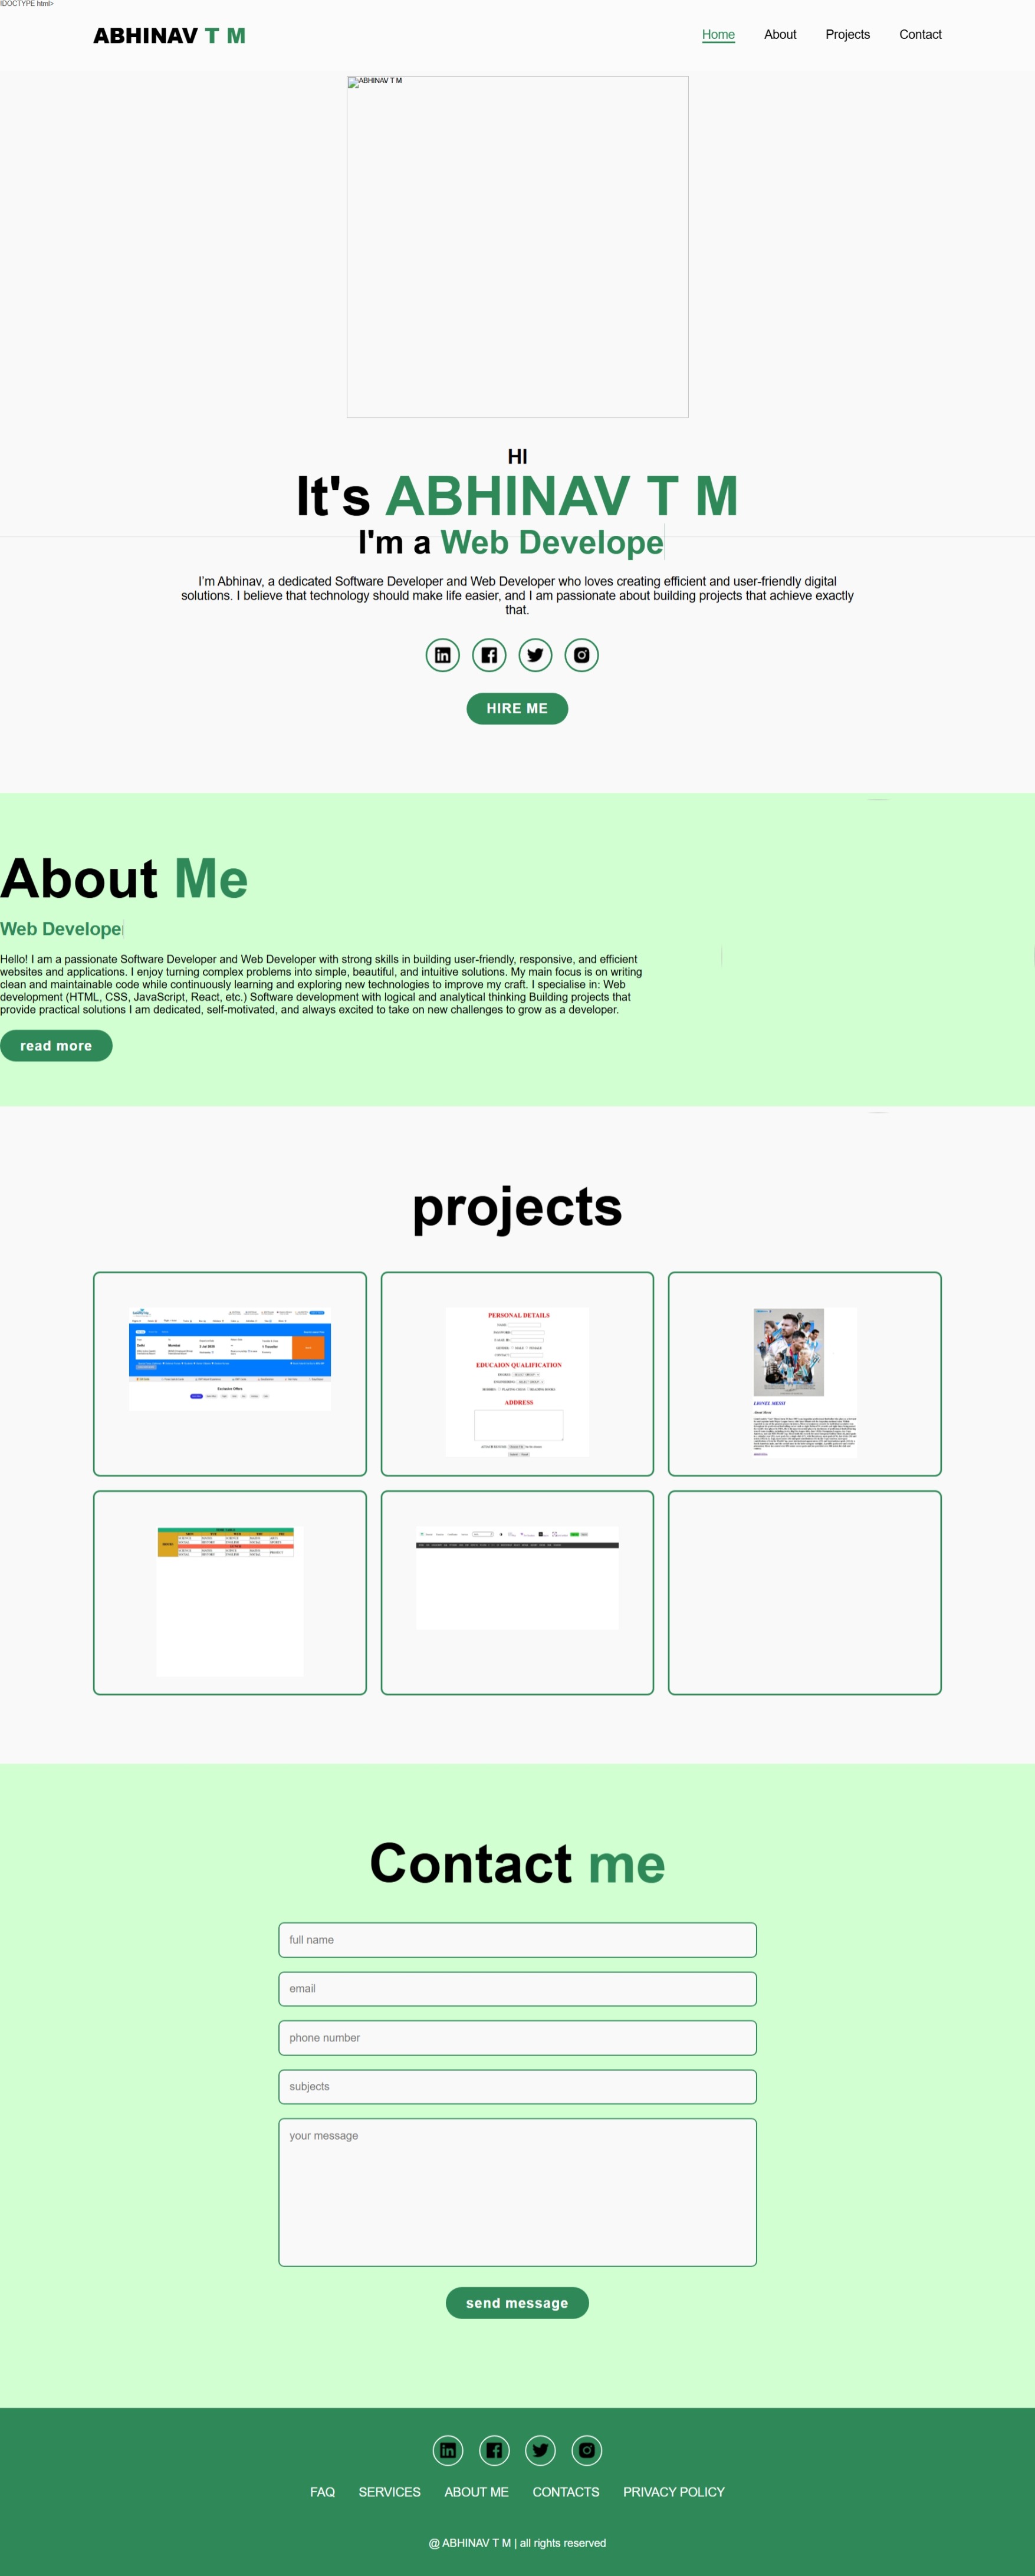 !DOCTYPE html>
ABHINAV T M
Home About Projects Contact
ABHINAV T M
HI
It's ABHINAV T M
I'm a Web Develope
I'm Abhinav, a dedicated Software Developer and Web Developer who loves creating efficient and user-friendly digital
solutions. I believe that technology should make life easier, and I am passionate about building projects that achieve exactly
that.
HIRE ME
About Me
Web Develope
Hello! I am a passionate Software Developer and Web Developer with strong skills in building user-friendly, responsive, and efficient
websites and applications. I enjoy turning complex problems into simple, beautiful, and intuitive solutions. My main focus is on writing
clean and maintainable code while continuously learning and exploring new technologies to improve my craft. I specialise in: Web
development (HTML, CSS, JavaScript, React, etc.) Software development with logical and analytical thinking Building projects that
provide practical solutions I am dedicated, self-motivated, and always excited to take on new challenges to grow as a developer.
read more
projects
PERSONAL DETAILS
EDUCAION QUALIFICATION
ADDRESS
LIONEL MESSI
Contact me
full name
email
phone number
subjects
your message
send message
FAQ SERVICES ABOUT ME CONTACTS PRIVACY POLICY
@ ABHINAV T M | all rights reserved